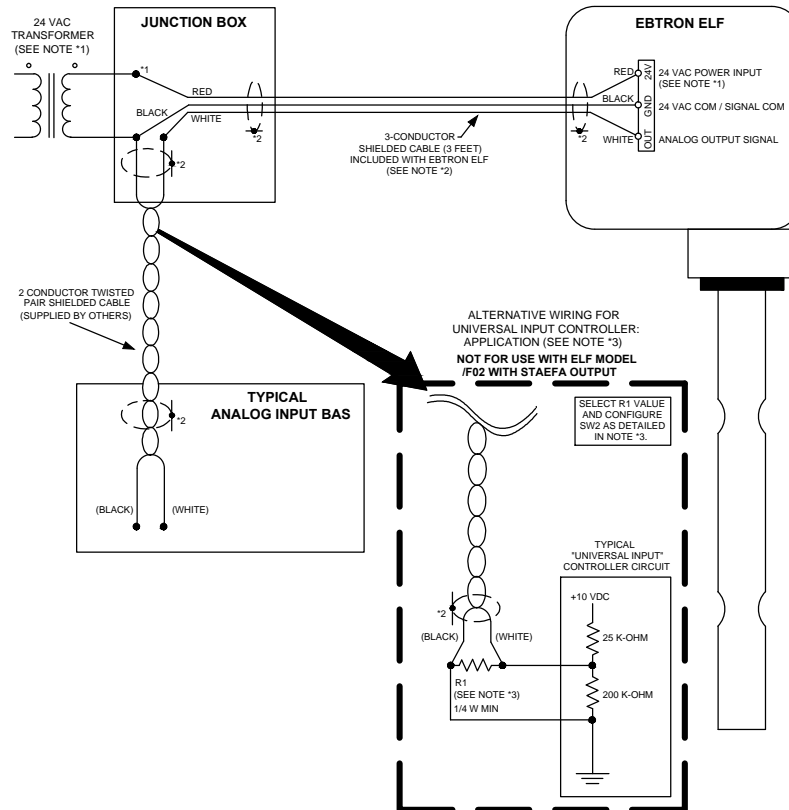 24 VAC
TRANSFORMER
(SEE NOTE *1)
JUNCTION BOX
*1
RED
BLACK
WHITE
*2
*2
3-CONDUCTOR
SHIELDED CABLE (3 FEET)
INCLUDED WITH EBTRON ELF
(SEE NOTE *2)
*2
EBTRON ELF
RED
24V
24 VAC POWER INPUT
(SEE NOTE *1)
BLACK
GND
24 VAC COM / SIGNAL COM
WHITE
OUT
ANALOG OUTPUT SIGNAL
2 CONDUCTOR TWISTED
PAIR SHIELDED CABLE
(SUPPLIED BY OTHERS)
TYPICAL
ANALOG INPUT BAS
*2
(BLACK)
(WHITE)
ALTERNATIVE WIRING FOR
UNIVERSAL INPUT CONTROLLER:
APPLICATION (SEE NOTE *3)
NOT FOR USE WITH ELF MODEL
/F02 WITH STAEFA OUTPUT
SELECT R1 VALUE
AND CONFIGURE
SW2 AS DETAILED
IN NOTE *3.
TYPICAL
"UNIVERSAL INPUT"
CONTROLLER CIRCUIT
+10 VDC
25 K-OHM
200 K-OHM
*2
(BLACK)
(WHITE)
R1
(SEE NOTE *3)
1/4 W MIN